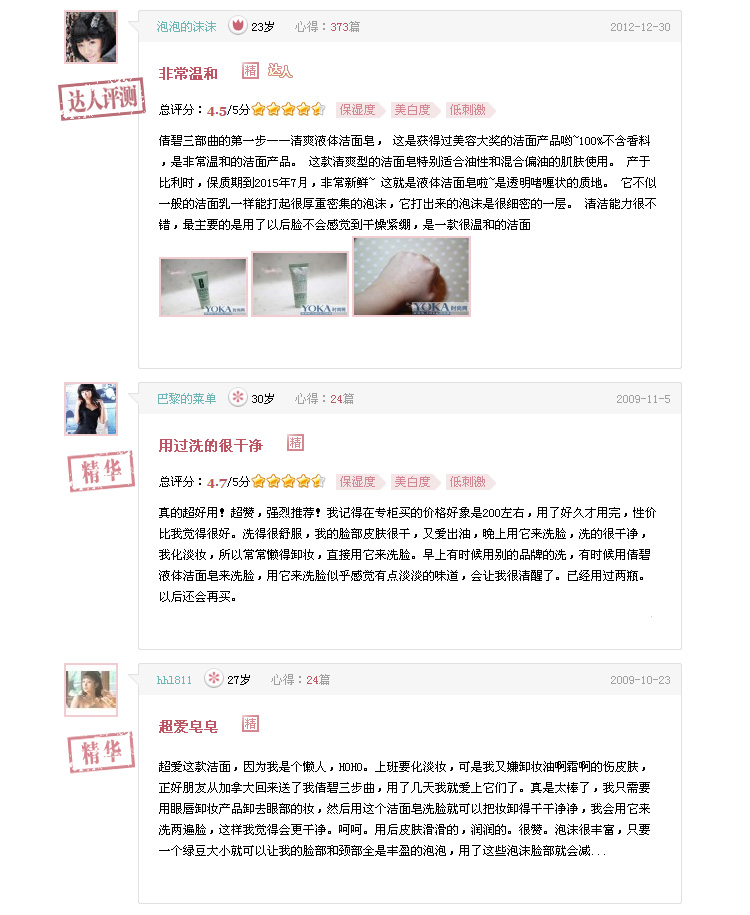 泡泡的沫沫 23岁 心得：373篇 2012-12-30
非常温和 精 达人
达人评测
总评分：4.5/5分 保湿度 美白度 低刺激
倩碧三部曲的第一步——清爽液体洁面皂， 这是获得过美容大奖的洁面产品哟~100%不含香料
，是非常温和的洁面产品。 这款清爽型的洁面皂特别适合油性和混合偏油的肌肤使用。 产于
比利时，保质期到2015年7月，非常新鲜~ 这就是液体洁面皂啦~是透明啫喱状的质地。 它不似
一般的洁面乳一样能打起很厚重密集的泡沫，它打出来的泡沫是很细密的一层。 清洁能力很不
错，最主要的是用了以后脸不会感觉到干燥紧绷，是一款很温和的洁面
YOKA时尚网 YOKA时尚网 YOKA时尚网
巴黎的菜单 30岁 心得：24篇 2009-11-5
用过洗的很干净 精
精华
总评分：4.7/5分 保湿度 美白度 低刺激
真的超好用！超赞，强烈推荐！我记得在专柜买的价格好象是200左右，用了好久才用完，性价
比我觉得很好。洗得很舒服，我的脸部皮肤很干，又爱出油，晚上用它来洗脸，洗的很干净，
我化淡妆，所以常常懒得卸妆，直接用它来洗脸。早上有时候用别的品牌的洗，有时候用倩碧
液体洁面皂来洗脸，用它来洗脸似乎感觉有点淡淡的味道，会让我很清醒了。已经用过两瓶。
以后还会再买。
hhl811 27岁 心得：24篇 2009-10-23
超爱皂皂 精
精华
超爱这款洁面，因为我是个懒人，HOHO。上班要化淡妆，可是我又嫌卸妆油啊霜啊的伤皮肤，
正好朋友从加拿大回来送了我倩碧三步曲，用了几天我就爱上它们了。真是太棒了，我只需要
用眼唇卸妆产品卸去眼部的妆，然后用这个洁面皂洗脸就可以把妆卸得干干净净，我会用它来
洗两遍脸，这样我觉得会更干净。呵呵。用后皮肤滑滑的，润润的。很赞。泡沫很丰富，只要
一个绿豆大小就可以让我的脸部和颈部全是丰盈的泡泡，用了这些泡沫脸部就会减...